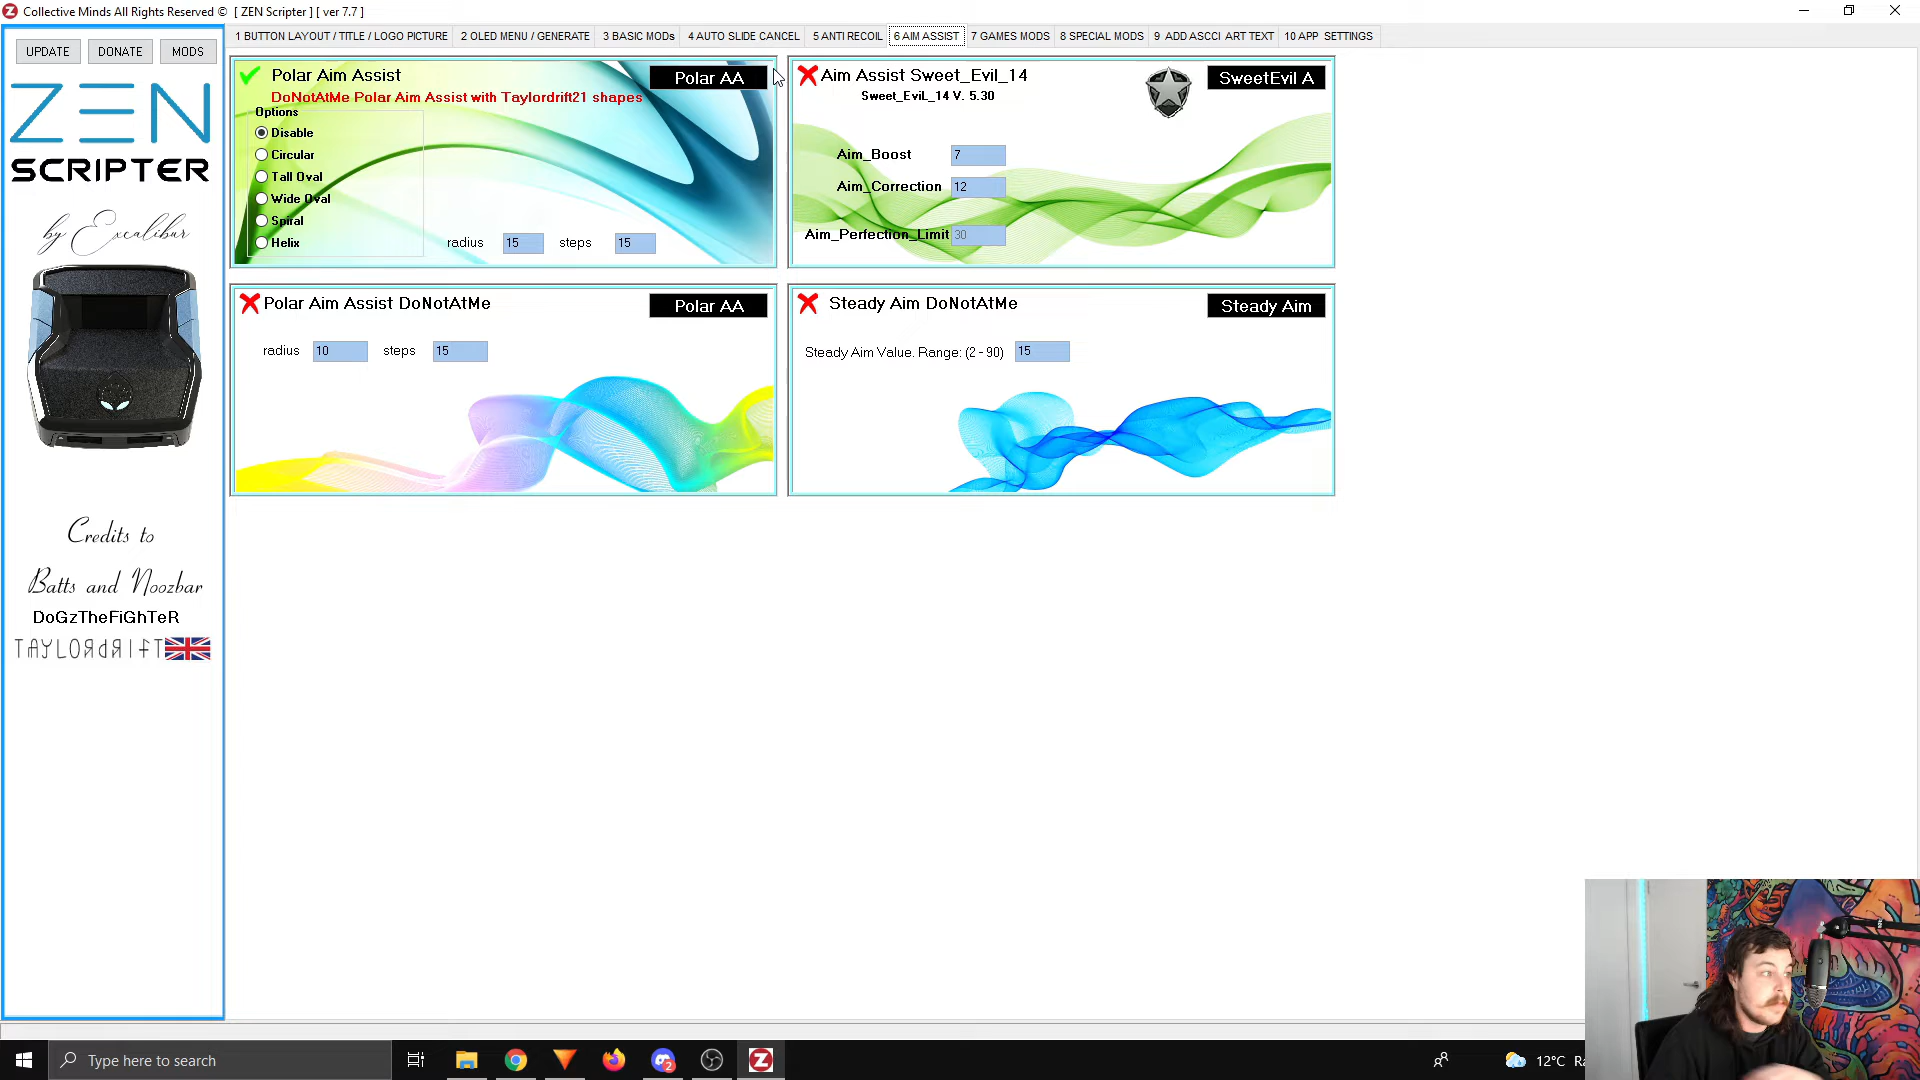 Collective Minds All Rights Reserved © [ ZEN Scripter ] [ ver 7.7 ]
UPDATE DONATE MODS
1 BUTTON LAYOUT / TITLE / LOGO PICTURE 2 OLED MENU / GENERATE 3 BASIC MODs 4 AUTO SLIDE CANCEL 5 ANTI RECOIL 6 AIM ASSIST 7 GAMES MODS 8 SPECIAL MODS 9 ADD ASCCI ART TEXT 10 APP SETTINGS
ZEN
SCRIPTER
by Excalibur
Credits to
Batts and Noozbar
DoGzTheFiGhTeR
TAYLORdRIFT
Polar Aim Assist Polar AA
DoNotAtMe Polar Aim Assist with Taylordrift21 shapes
Options
Disable
Circular
Tall Oval
Wide Oval
Spiral
Helix
radius 15 steps 15
Aim Assist Sweet_Evil_14 SweetEvil A
Sweet_EviL_14 V. 5.30
Aim_Boost 7
Aim_Correction 12
Aim_Perfection_Limit 30
Polar Aim Assist DoNotAtMe Polar AA
radius 10 steps 15
Steady Aim DoNotAtMe Steady Aim
Steady Aim Value. Range: (2 - 90) 15
Type here to search
2
12°C